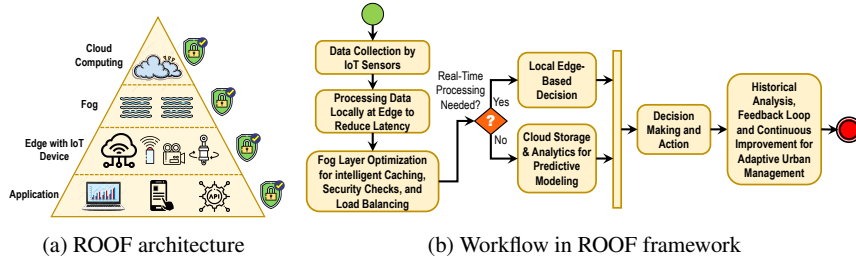 Cloud
Computing
Fog
Edge with IoT
Device
Application
API
(a) ROOF architecture
Data Collection by
IoT Sensors
Processing Data
Locally at Edge to
Reduce Latency
Fog Layer Optimization
for intelligent Caching,
Security Checks, and
Load Balancing
Real-Time
Processing
Needed?
?
Yes
No
Local Edge-
Based
Decision
Cloud Storage
& Analytics for
Predictive
Modeling
Decision
Making and
Action
Historical
Analysis,
Feedback Loop
and Continuous
Improvement for
Adaptive Urban
Management
(b) Workflow in ROOF framework